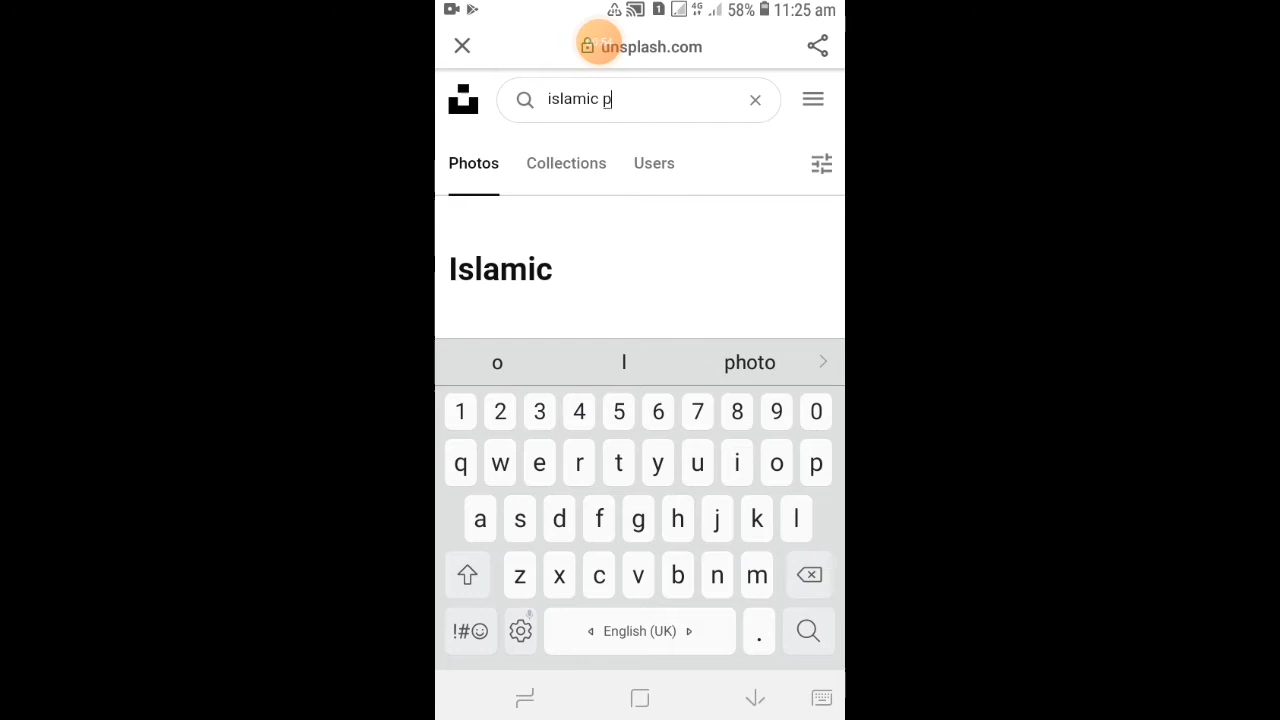 58% 11:25 am
unsplash.com
islamic p
Photos Collections Users
Islamic
o l photo
1 2 3 4 5 6 7 8 9 0
q w e r t y u i o p
a s d f g h j k l
z x c v b n m
!#☺ English (UK) .